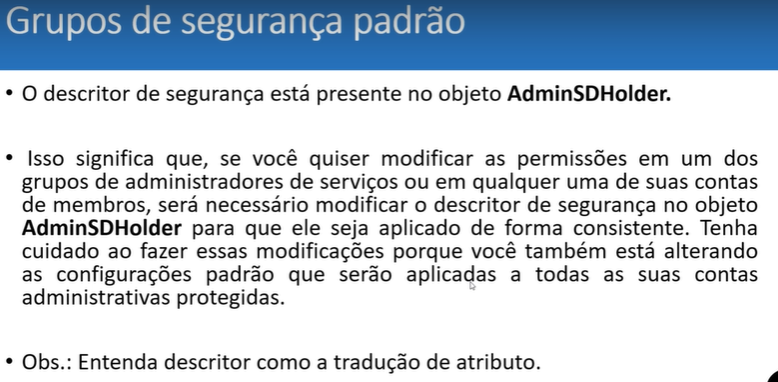 Grupos de segurança padrão
• O descritor de segurança está presente no objeto AdminSDHolder.
• Isso significa que, se você quiser modificar as permissões em um dos
grupos de administradores de serviços ou em qualquer uma de suas contas
de membros, será necessário modificar o descritor de segurança no objeto
AdminSDHolder para que ele seja aplicado de forma consistente. Tenha
cuidado ao fazer essas modificações porque você também está alterando
as configurações padrão que serão aplicadas a todas as suas contas
administrativas protegidas.
• Obs.: Entenda descritor como a tradução de atributo.